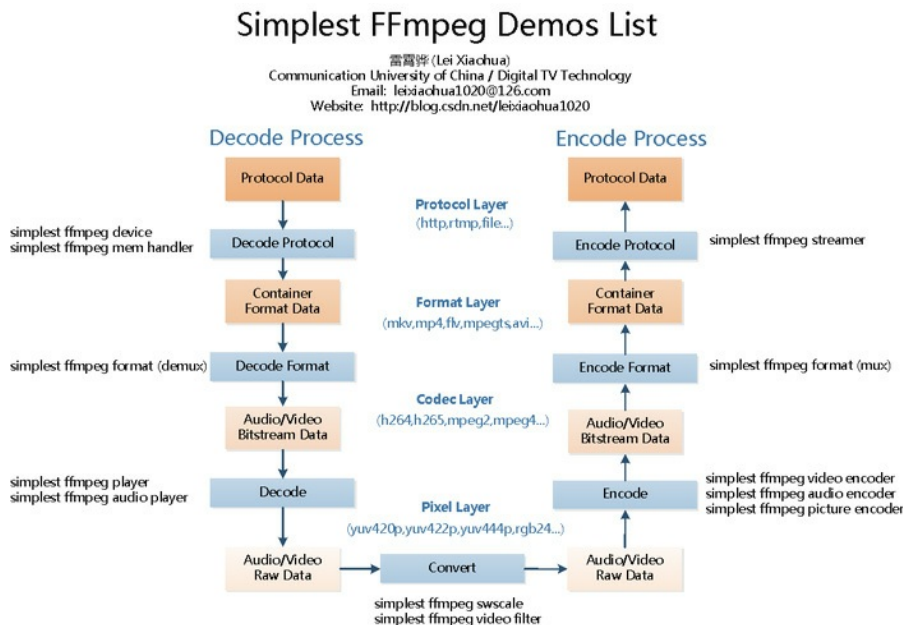 Simplest FFmpeg Demos List
雷霄骅 (Lei Xiaohua)
Communication University of China / Digital TV Technology
Email: leixiaohua1020@126.com
Website: http://blog.csdn.net/leixiaohua1020
Decode Process
Encode Process
Protocol Data
Protocol Data
Protocol Layer
(http,rtmp,file...)
simplest ffmpeg device
simplest ffmpeg mem handler
Decode Protocol
Encode Protocol
simplest ffmpeg streamer
Container
Format Data
Format Layer
(mkv,mp4,flv,mpegts,avi...)
Container
Format Data
simplest ffmpeg format (demux)
Decode Format
Encode Format
simplest ffmpeg format (mux)
Audio/Video
Bitstream Data
Codec Layer
(h264,h265,mpeg2,mpeg4...)
Audio/Video
Bitstream Data
simplest ffmpeg player
simplest ffmpeg audio player
Decode
Encode
simplest ffmpeg video encoder
simplest ffmpeg audio encoder
simplest ffmpeg picture encoder
Pixel Layer
(yuv420p,yuv422p,yuv444p,rgb24...)
Audio/Video
Raw Data
Convert
Audio/Video
Raw Data
simplest ffmpeg swscale
simplest ffmpeg video filter